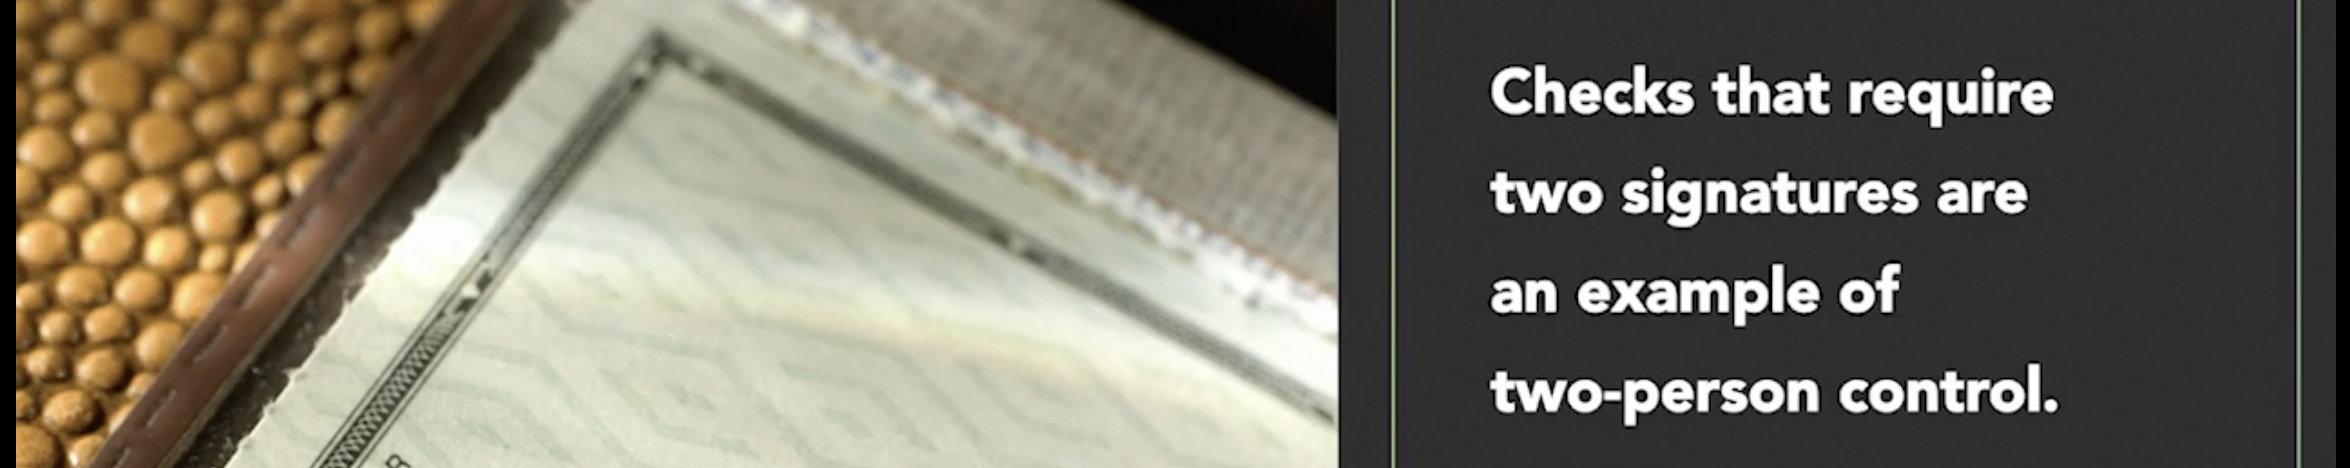 Checks that require
two signatures are
an example of
two-person control.